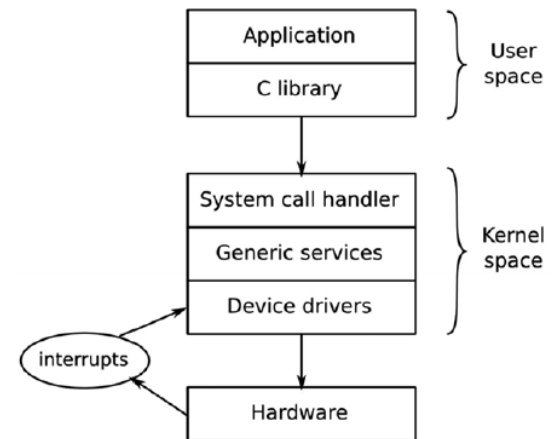 Application
User
space
C library
System call handler
Generic services
Kernel
space
Device drivers
interrupts
Hardware